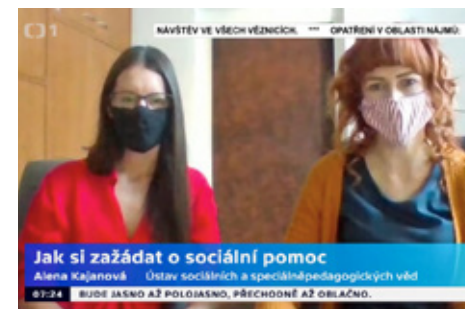 1
NÁVŠTĚV VE VŠECH VĚZNICÍCH. *** OPATŘENÍ V OBLASTI NÁJMŮ:
Jak si zažádat o sociální pomoc
Alena Kajanová Ústav sociálních a speciálněpedagogických věd
07:24 BUDE JASNO AŽ POLOJASNO, PŘECHODNĚ AŽ OBLAČNO.